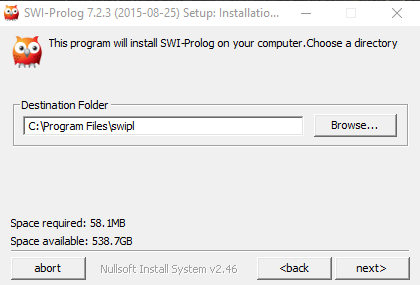 SWI-Prolog 7.2.3 (2015-08-25) Setup: Installatio...
This program will install SWI-Prolog on your computer.Choose a directory
Destination Folder
C:\Program Files\swipl
Browse...
Space required: 58.1MB
Space available: 538.7GB
abort
Nullsoft Install System v2.46
<back
next>